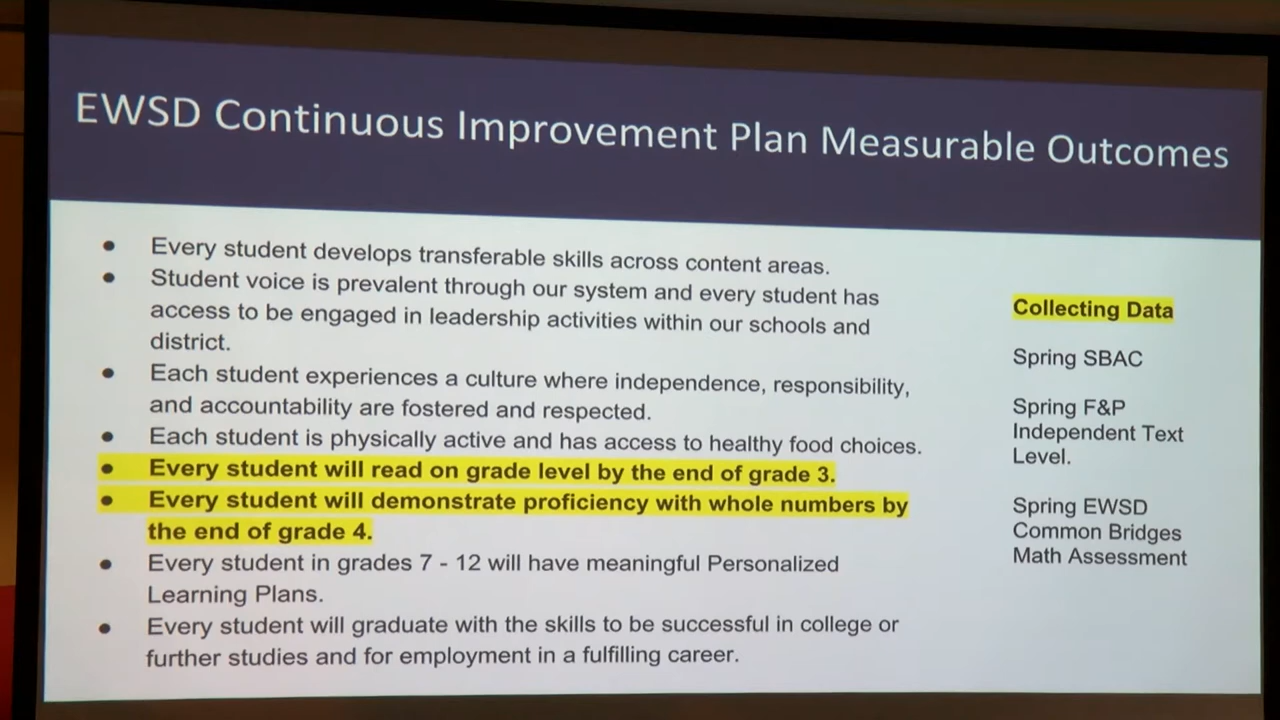 EWSD Continuous Improvement Plan Measurable Outcomes
● Every student develops transferable skills across content areas.
● Student voice is prevalent through our system and every student has
access to be engaged in leadership activities within our schools and
district.
● Each student experiences a culture where independence, responsibility,
and accountability are fostered and respected.
● Each student is physically active and has access to healthy food choices.
● Every student will read on grade level by the end of grade 3.
● Every student will demonstrate proficiency with whole numbers by
the end of grade 4.
● Every student in grades 7 - 12 will have meaningful Personalized
Learning Plans.
● Every student will graduate with the skills to be successful in college or
further studies and for employment in a fulfilling career.
Collecting Data
Spring SBAC
Spring F&P
Independent Text
Level.
Spring EWSD
Common Bridges
Math Assessment